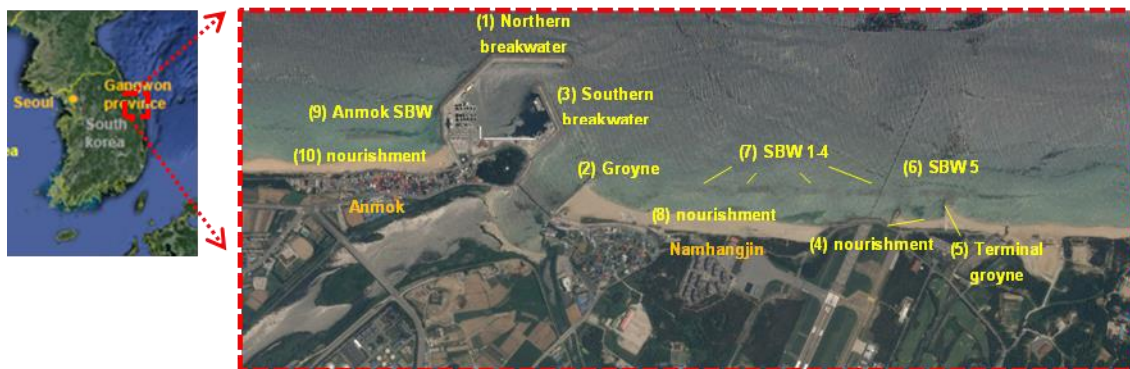 Seoul
Gangwon
province
South
korea
a
(1) Northern
breakwater
(3) Southern
breakwater
(9) Anmok SBW
(10) nourishment
Anmok
(2) Groyne
(7) SBW 1-4
(6) SBW 5
(8) nourishment
Namhangjin
(4) nourishment
(5) Terminal
groyne